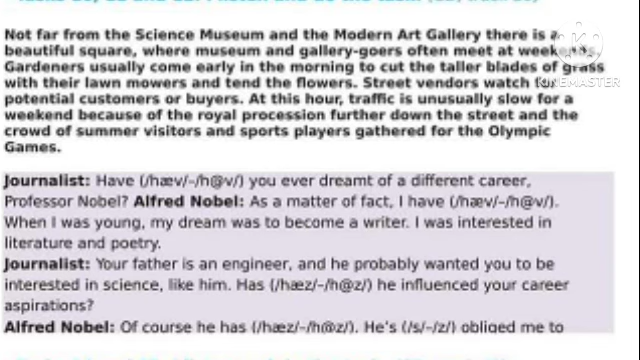 Not far from the Science Museum and the Modern Art Gallery there is a
beautiful square, where museum and gallery-goers often meet at weekends.
Gardeners usually come early in the morning to cut the taller blades of grass
with their lawn mowers and tend the flowers. Street vendors watch for
potential customers or buyers. At this hour, traffic is unusually slow for a
weekend because of the royal procession further down the street and the
crowd of summer visitors and sports players gathered for the Olympic
Games.
Journalist: Have (/hæv/–/h@v/) you ever dreamt of a different career,
Professor Nobel? Alfred Nobel: As a matter of fact, I have (/hæv/–/h@v/).
When I was young, my dream was to become a writer. I was interested in
literature and poetry.
Journalist: Your father is an engineer, and he probably wanted you to be
interested in science, like him. Has (/hæz/–/h@z/) he influenced your career
aspirations?
Alfred Nobel: Of course he has (/hæz/–/h@z/). He’s (/s/–/z/) obliged me to
KINEMASTER